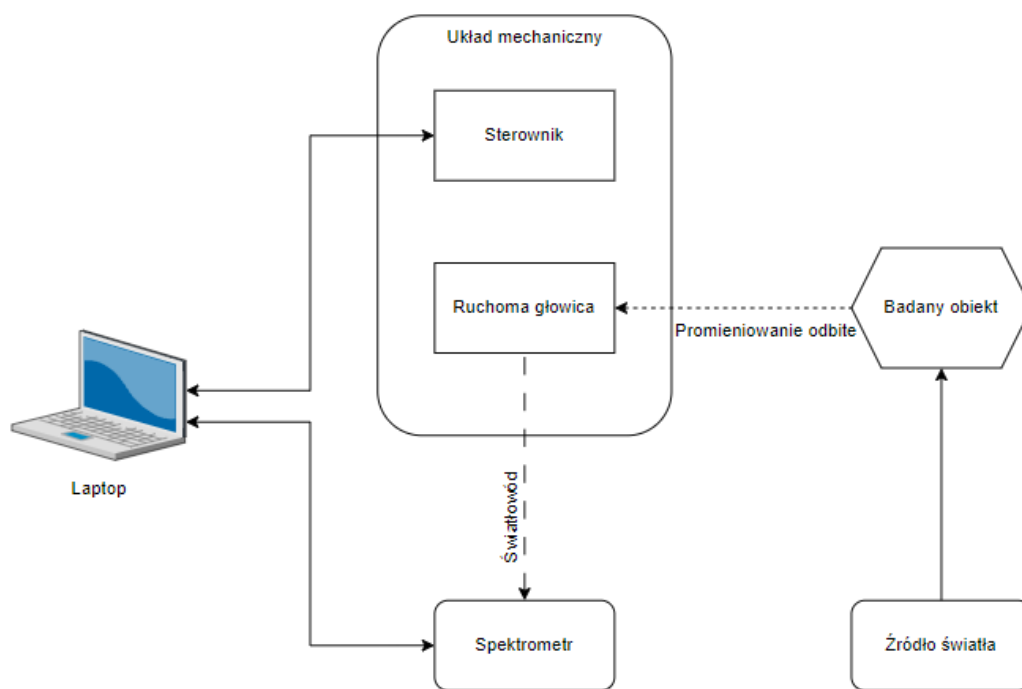 Układ mechaniczny
Sterownik
Ruchoma głowica
Badany obiekt
Promieniowanie odbite
Laptop
Światłowód
Spektrometr
Źródło światła